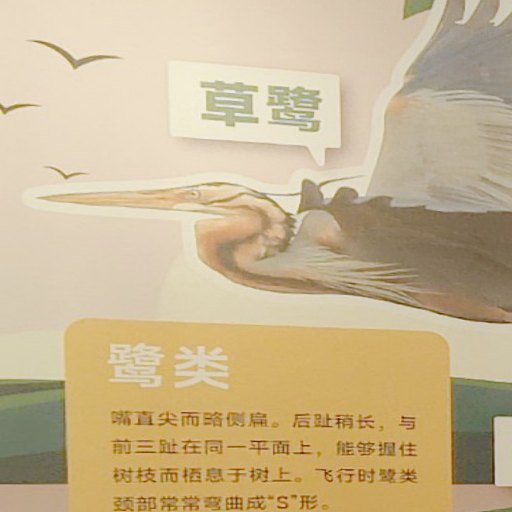 草鹭
鹭类
嘴直尖而略侧扁。后趾稍长，与
前三趾在同一平面上，能够握住
树枝而栖息于树上。飞行时鹭类
颈部常常弯曲成“S”形。